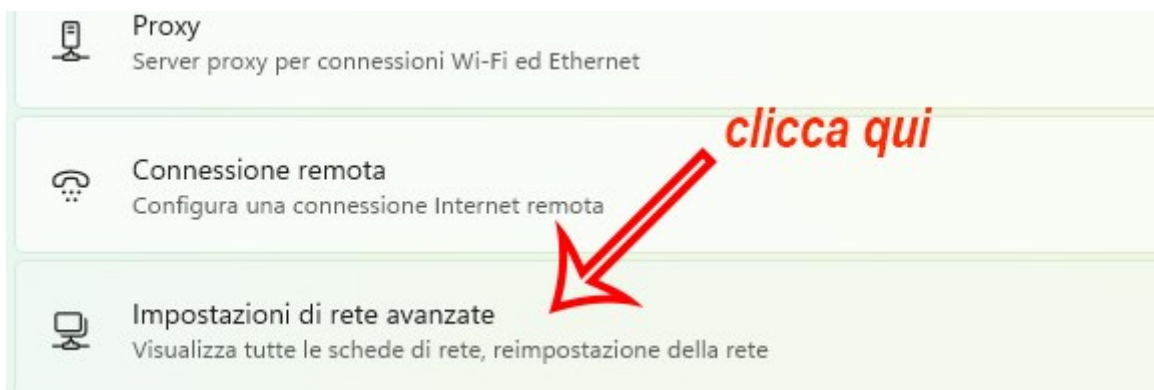 Proxy
Server proxy per connessioni Wi-Fi ed Ethernet
clicca qui
Connessione remota
Configura una connessione Internet remota
Impostazioni di rete avanzate
Visualizza tutte le schede di rete, reimpostazione della rete